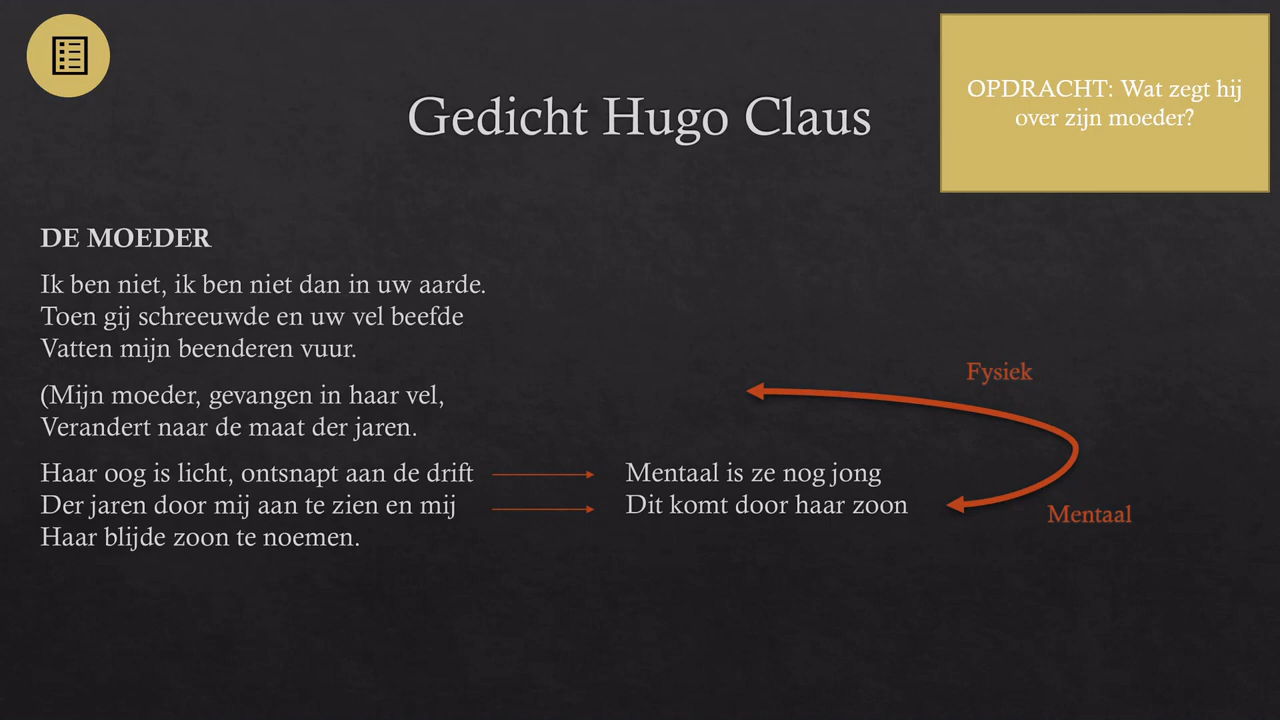 OPDRACHT: Wat zegt hij
over zijn moeder?
Gedicht Hugo Claus
DE MOEDER
Ik ben niet, ik ben niet dan in uw aarde.
Toen gij schreeuwde en uw vel beefde
Vatten mijn beenderen vuur.
(Mijn moeder, gevangen in haar vel,
Verandert naar de maat der jaren.
Haar oog is licht, ontsnapt aan de drift
Der jaren door mij aan te zien en mij
Haar blijde zoon te noemen.
Mentaal is ze nog jong
Dit komt door haar zoon
Fysiek
Mentaal